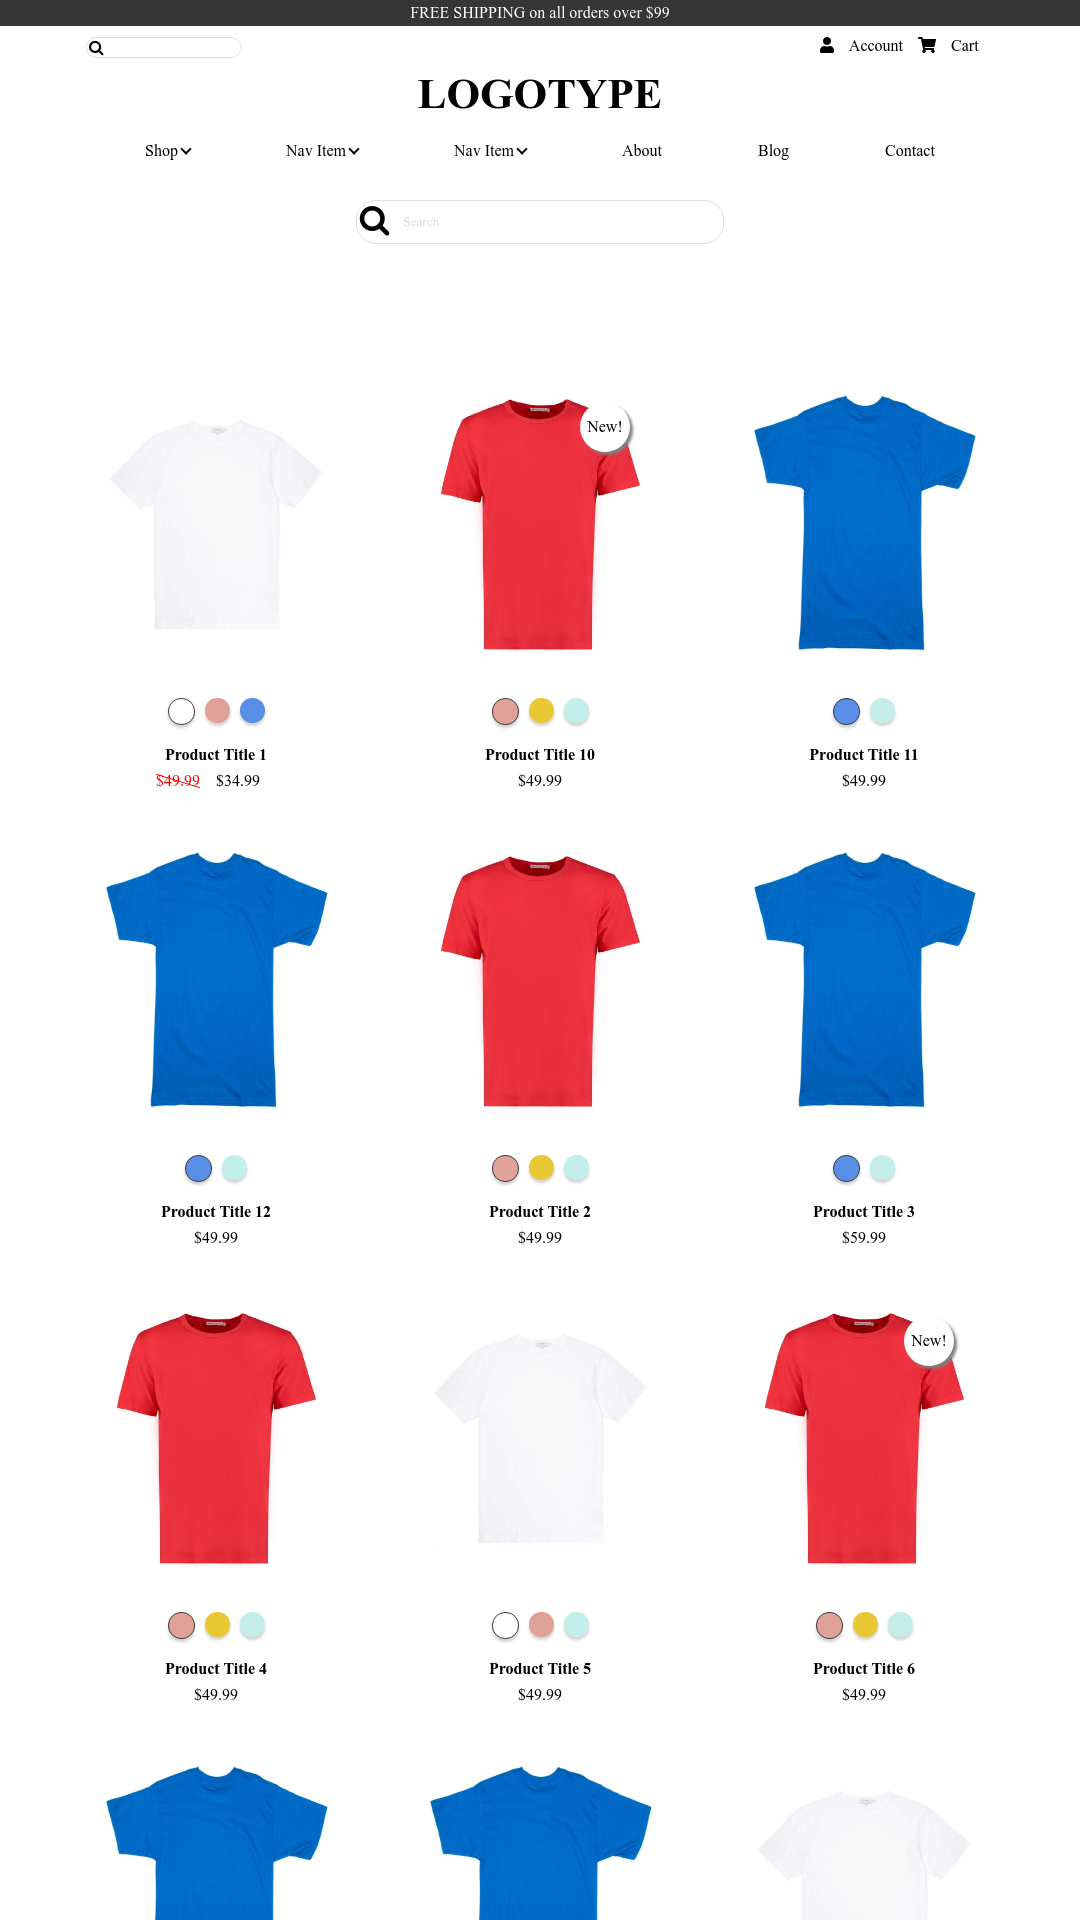 FREE SHIPPING on all orders over $99
Account Cart
LOGOTYPE
Shop Nav Item Nav Item About Blog Contact
Search
New!
Product Title 1 Product Title 10 Product Title 11
$49.99 $34.99 $49.99 $49.99
Product Title 12 Product Title 2 Product Title 3
$49.99 $49.99 $59.99
New!
Product Title 4 Product Title 5 Product Title 6
$49.99 $49.99 $49.99